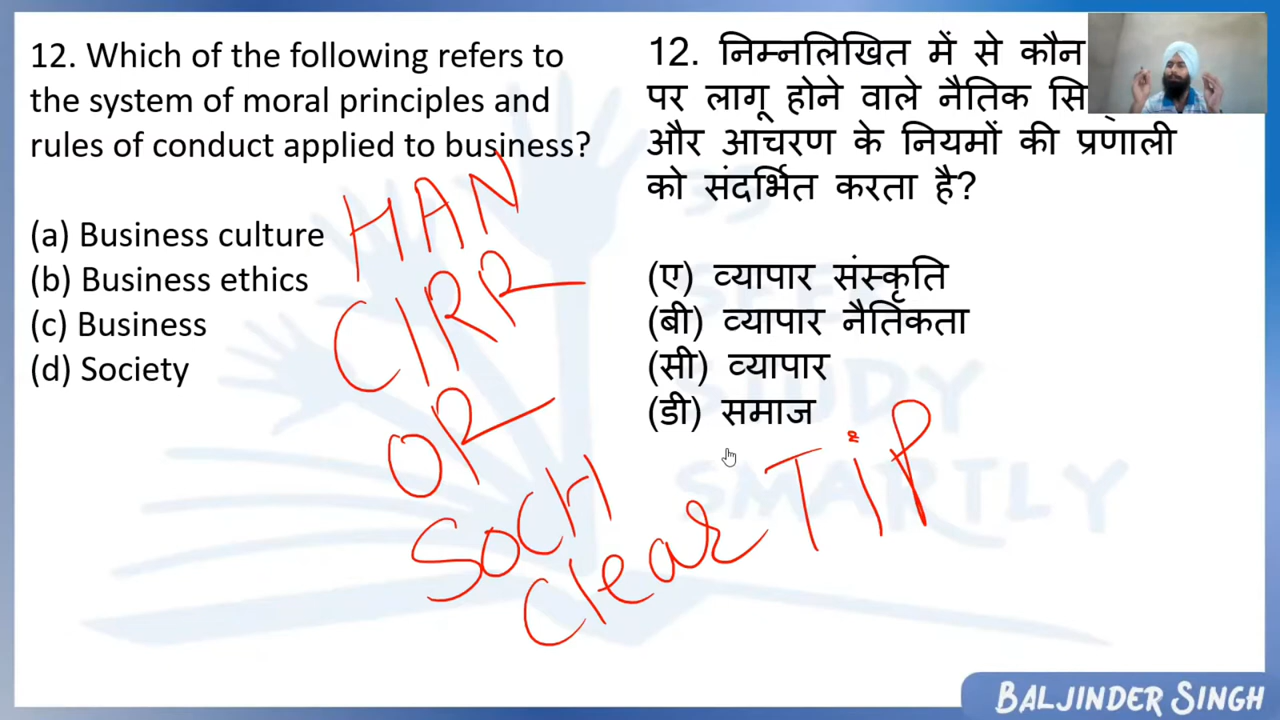 12. Which of the following refers to
the system of moral principles and
rules of conduct applied to business?
(a) Business culture
(b) Business ethics
(c) Business
(d) Society
12. निम्नलिखित में से कौन
पर लागू होने वाले नैतिक
और आचरण के नियमों की प्रणाली
को संदर्भित करता है?
(ए) व्यापार संस्कृति
(बी) व्यापार नैतिकता
(सी) व्यापार
(डी) समाज
HAN
CIRR
OR
SOCH
Clear TiP
STUDY
SMARTLY
BALJINDER SINGH